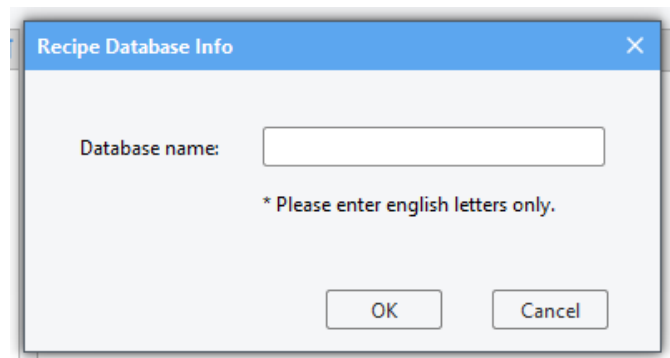 Recipe Database Info
Database name:
* Please enter english letters only.
OK
Cancel